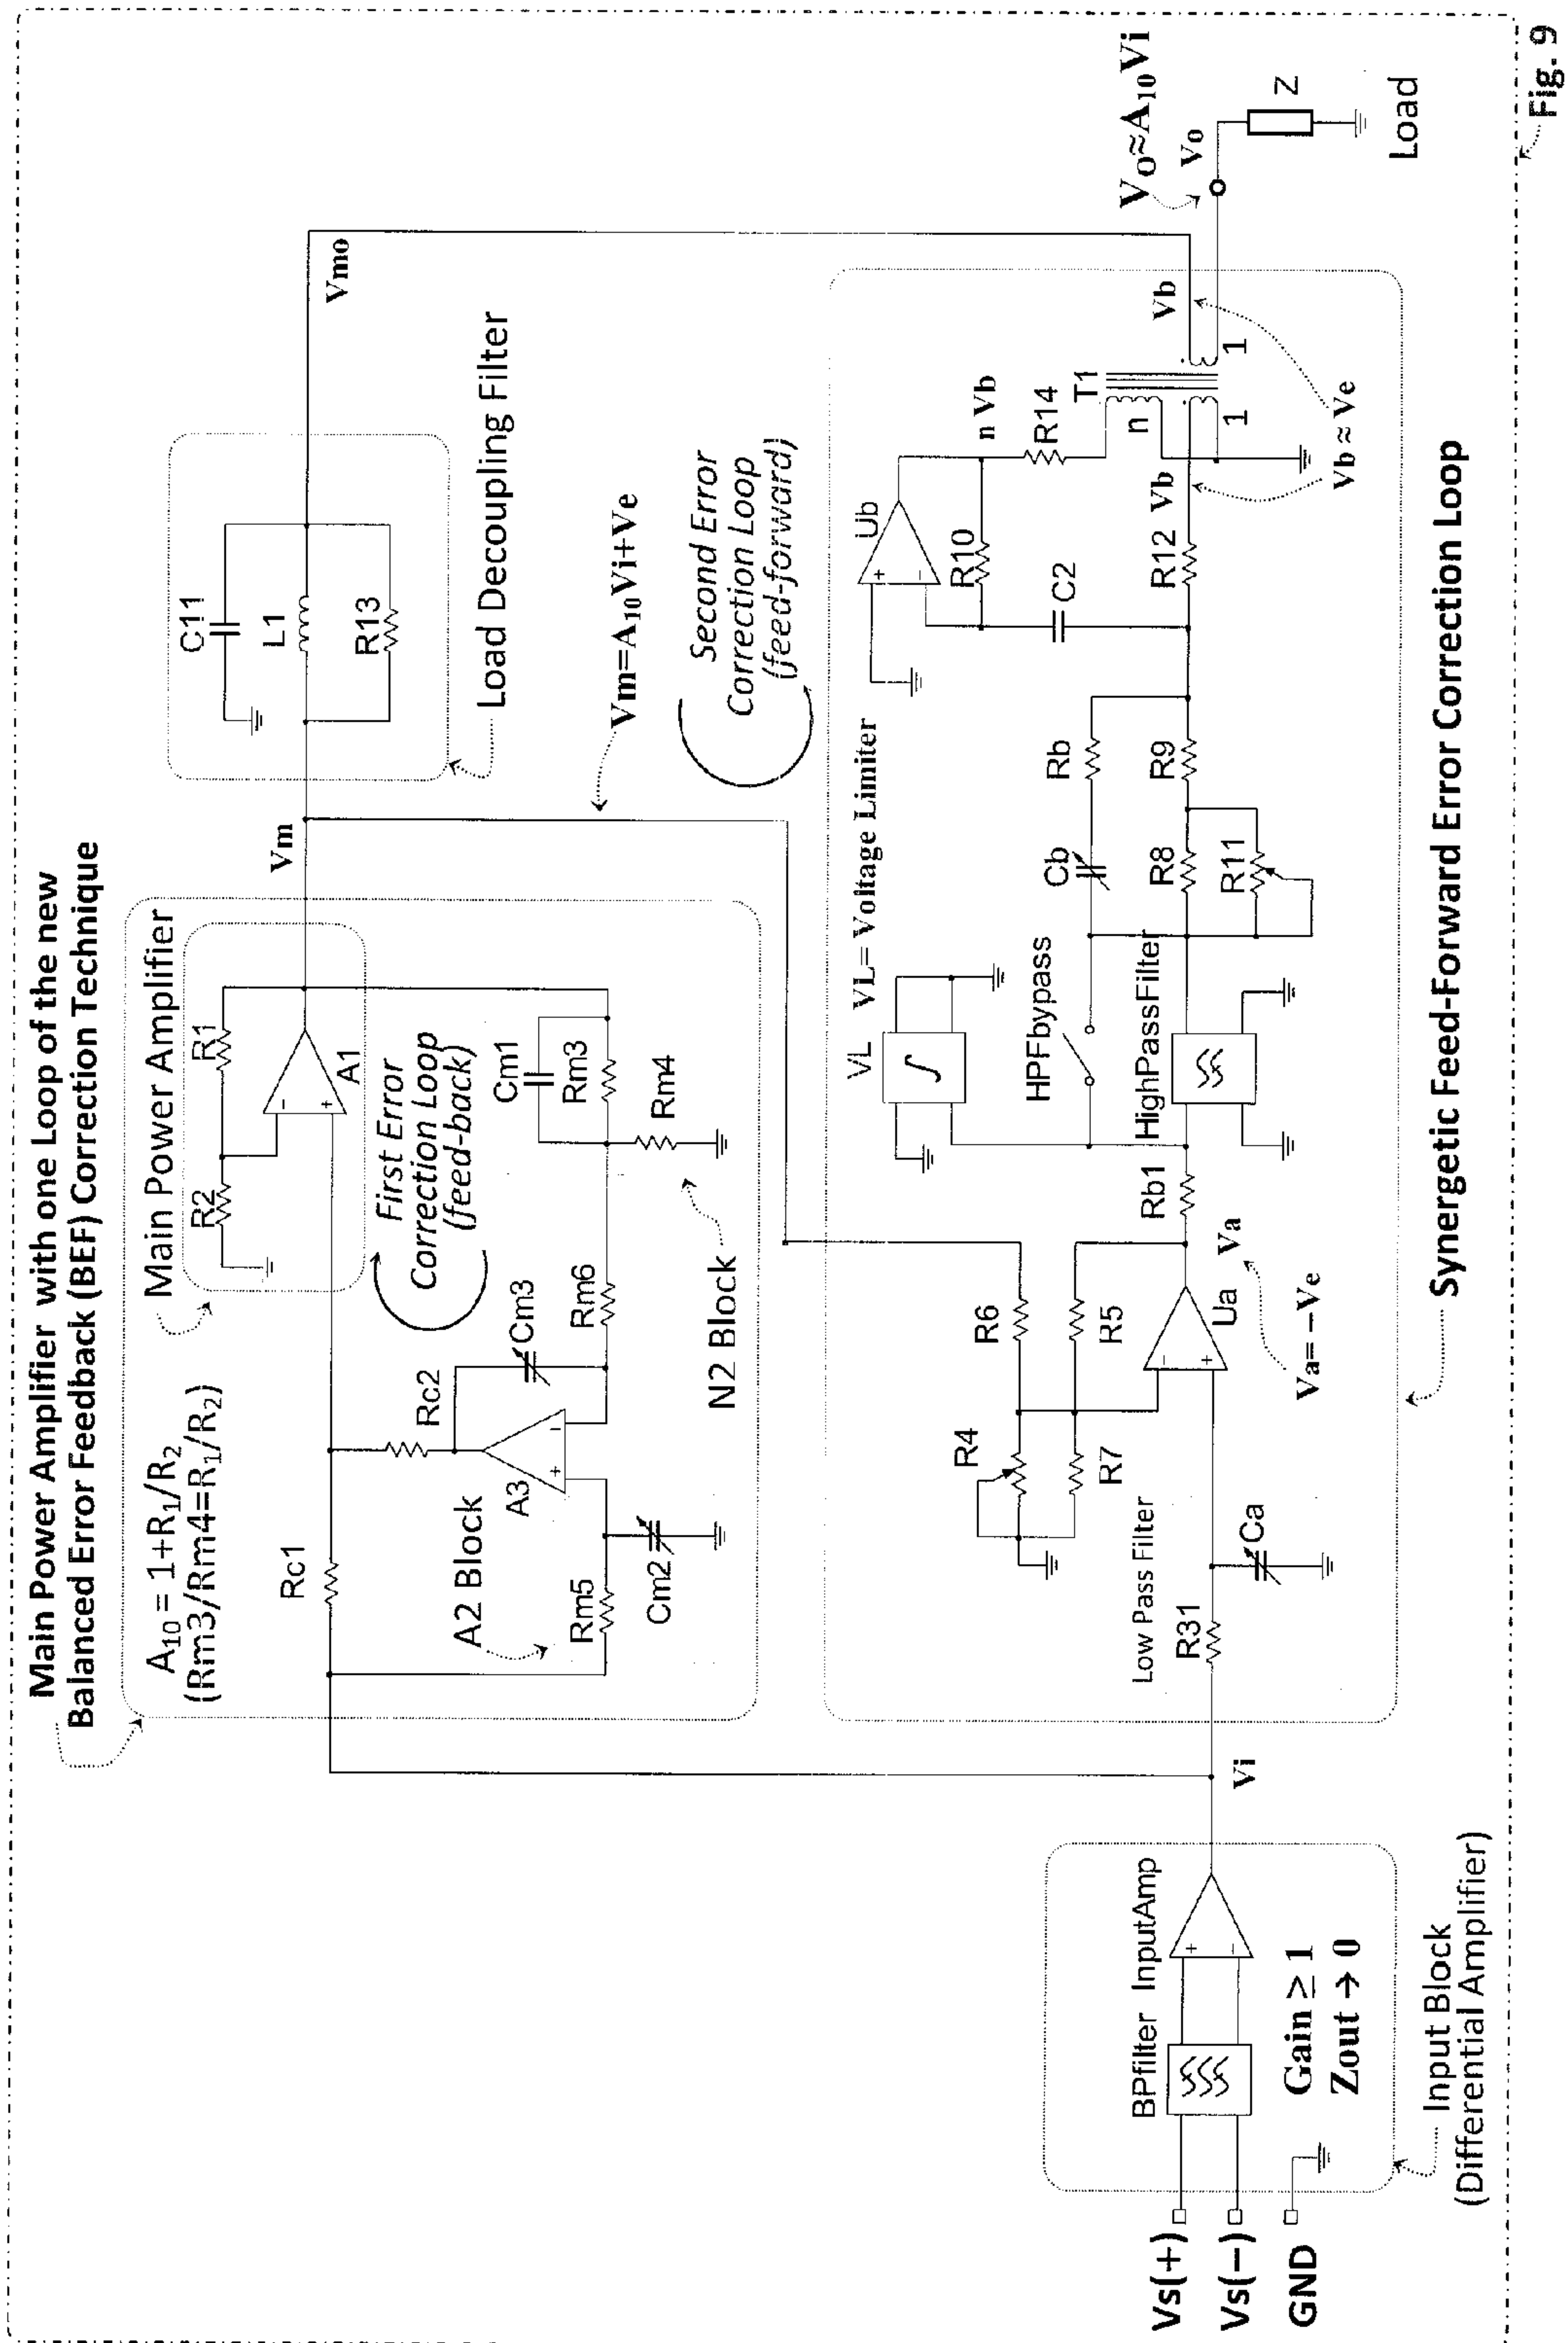 Main Power Amplifier with one Loop of the new
Balanced Error Feedback (BEF) Correction Technique
A10 = 1+R1/R2
(Rm3/Rm4=R1/R2)
Main Power Amplifier
R2
R1
A1
Vm
C11
L1
R13
Vmo
Load Decoupling Filter
Rc1
Rc2
First Error
Correction Loop
(feed-back)
Cm1
Rm3
Rm4
A2 Block
A3
Cm3
Rm6
Rm5
Cm2
N2 Block
Vm=A10Vi+Ve
Second Error
Correction Loop
(feed-forward)
VL
VL= Voltage Limiter
Ub
R10
n Vb
R14
T1
n
1
1
C2
R4
R6
R7
R5
Ua
Va
Va= −Ve
Low Pass Filter
R31
Ca
Rb1
HPFbypass
HighPassFilter
Cb
Rb
R8
R9
R11
R12
Vb
Vb
Vb ≈ Ve
Vo≈A10Vi
Vo
Z
Load
Synergetic Feed-Forward Error Correction Loop
Vi
BPfilter
InputAmp
Gain ≥ 1
Zout → 0
Vs(+)
Vs(−)
GND
Input Block
(Differential Amplifier)
Fig. 9